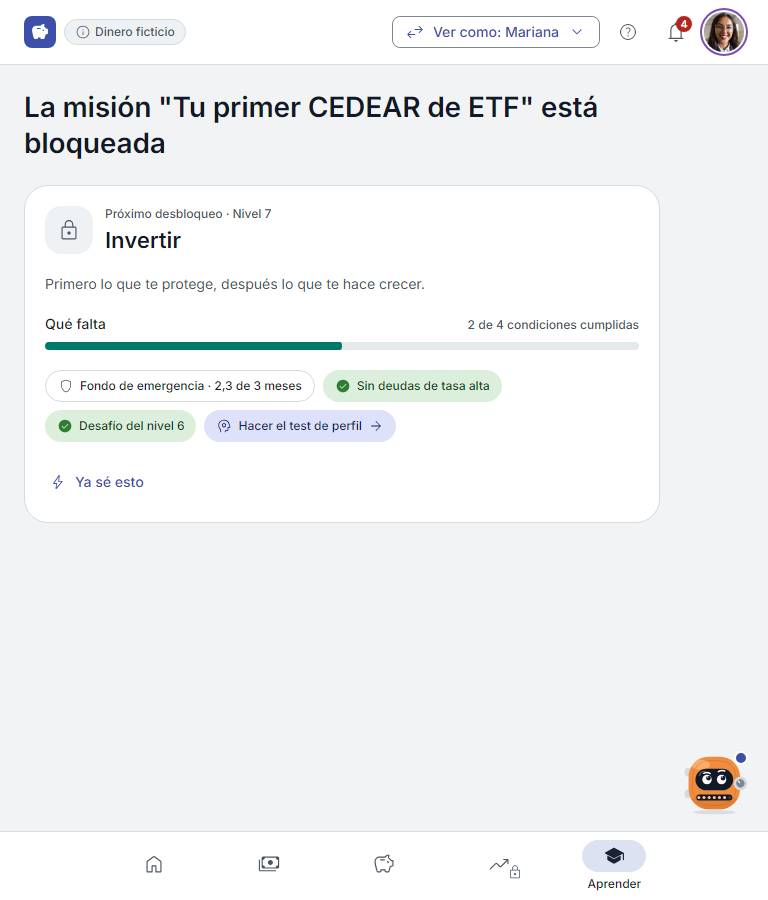 Dinero ficticio
Ver como: Mariana
4
La misión "Tu primer CEDEAR de ETF" está
bloqueada
Próximo desbloqueo · Nivel 7
Invertir
Primero lo que te protege, después lo que te hace crecer.
Qué falta
2 de 4 condiciones cumplidas
Fondo de emergencia · 2,3 de 3 meses
Sin deudas de tasa alta
Desafío del nivel 6
Hacer el test de perfil
Ya sé esto
Aprender